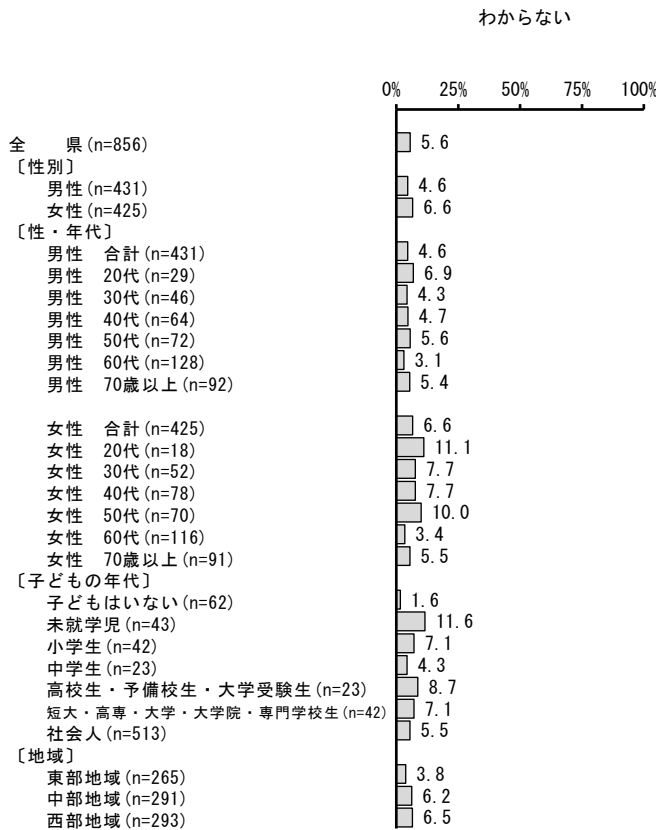 わからない
0% 25% 50% 75% 100%
全　　県(n=856) 5.6
〔性別〕
男性(n=431) 4.6
女性(n=425) 6.6
〔性・年代〕
男性　合計(n=431) 4.6
男性　20代(n=29) 6.9
男性　30代(n=46) 4.3
男性　40代(n=64) 4.7
男性　50代(n=72) 5.6
男性　60代(n=128) 3.1
男性　70歳以上(n=92) 5.4
女性　合計(n=425) 6.6
女性　20代(n=18) 11.1
女性　30代(n=52) 7.7
女性　40代(n=78) 7.7
女性　50代(n=70) 10.0
女性　60代(n=116) 3.4
女性　70歳以上(n=91) 5.5
〔子どもの年代〕
子どもはいない(n=62) 1.6
未就学児(n=43) 11.6
小学生(n=42) 7.1
中学生(n=23) 4.3
高校生・予備校生・大学受験生(n=23) 8.7
短大・高専・大学・大学院・専門学校生(n=42) 7.1
社会人(n=513) 5.5
〔地域〕
東部地域(n=265) 3.8
中部地域(n=291) 6.2
西部地域(n=293) 6.5